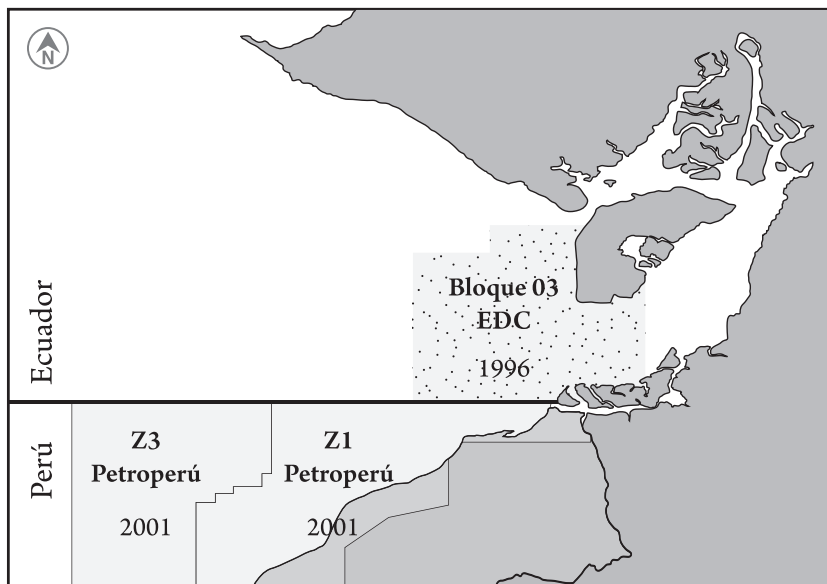 N
Ecuador
Bloque 03
EDC
1996
Perú
Z3
Petroperú
2001
Z1
Petroperú
2001